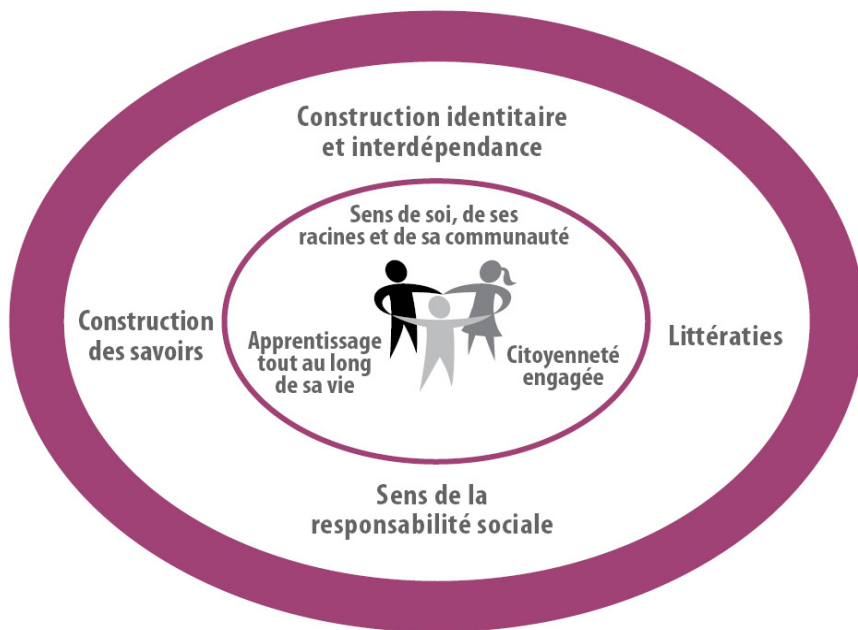 Construction identitaire
et interdépendance
Sens de soi, de ses
racines et de sa communauté
Construction
des savoirs
Apprentissage
tout au long
de sa vie
Citoyenneté
engagée
Littératies
Sens de la
responsabilité sociale